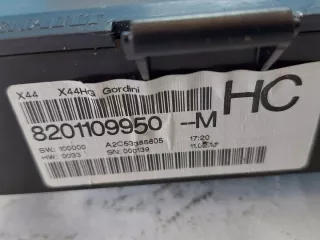 X44 X44HG Gordini
HC
8201109950 --M
SW: 100000 A2C53388805 17:20
HW: 0033 SN: 000139